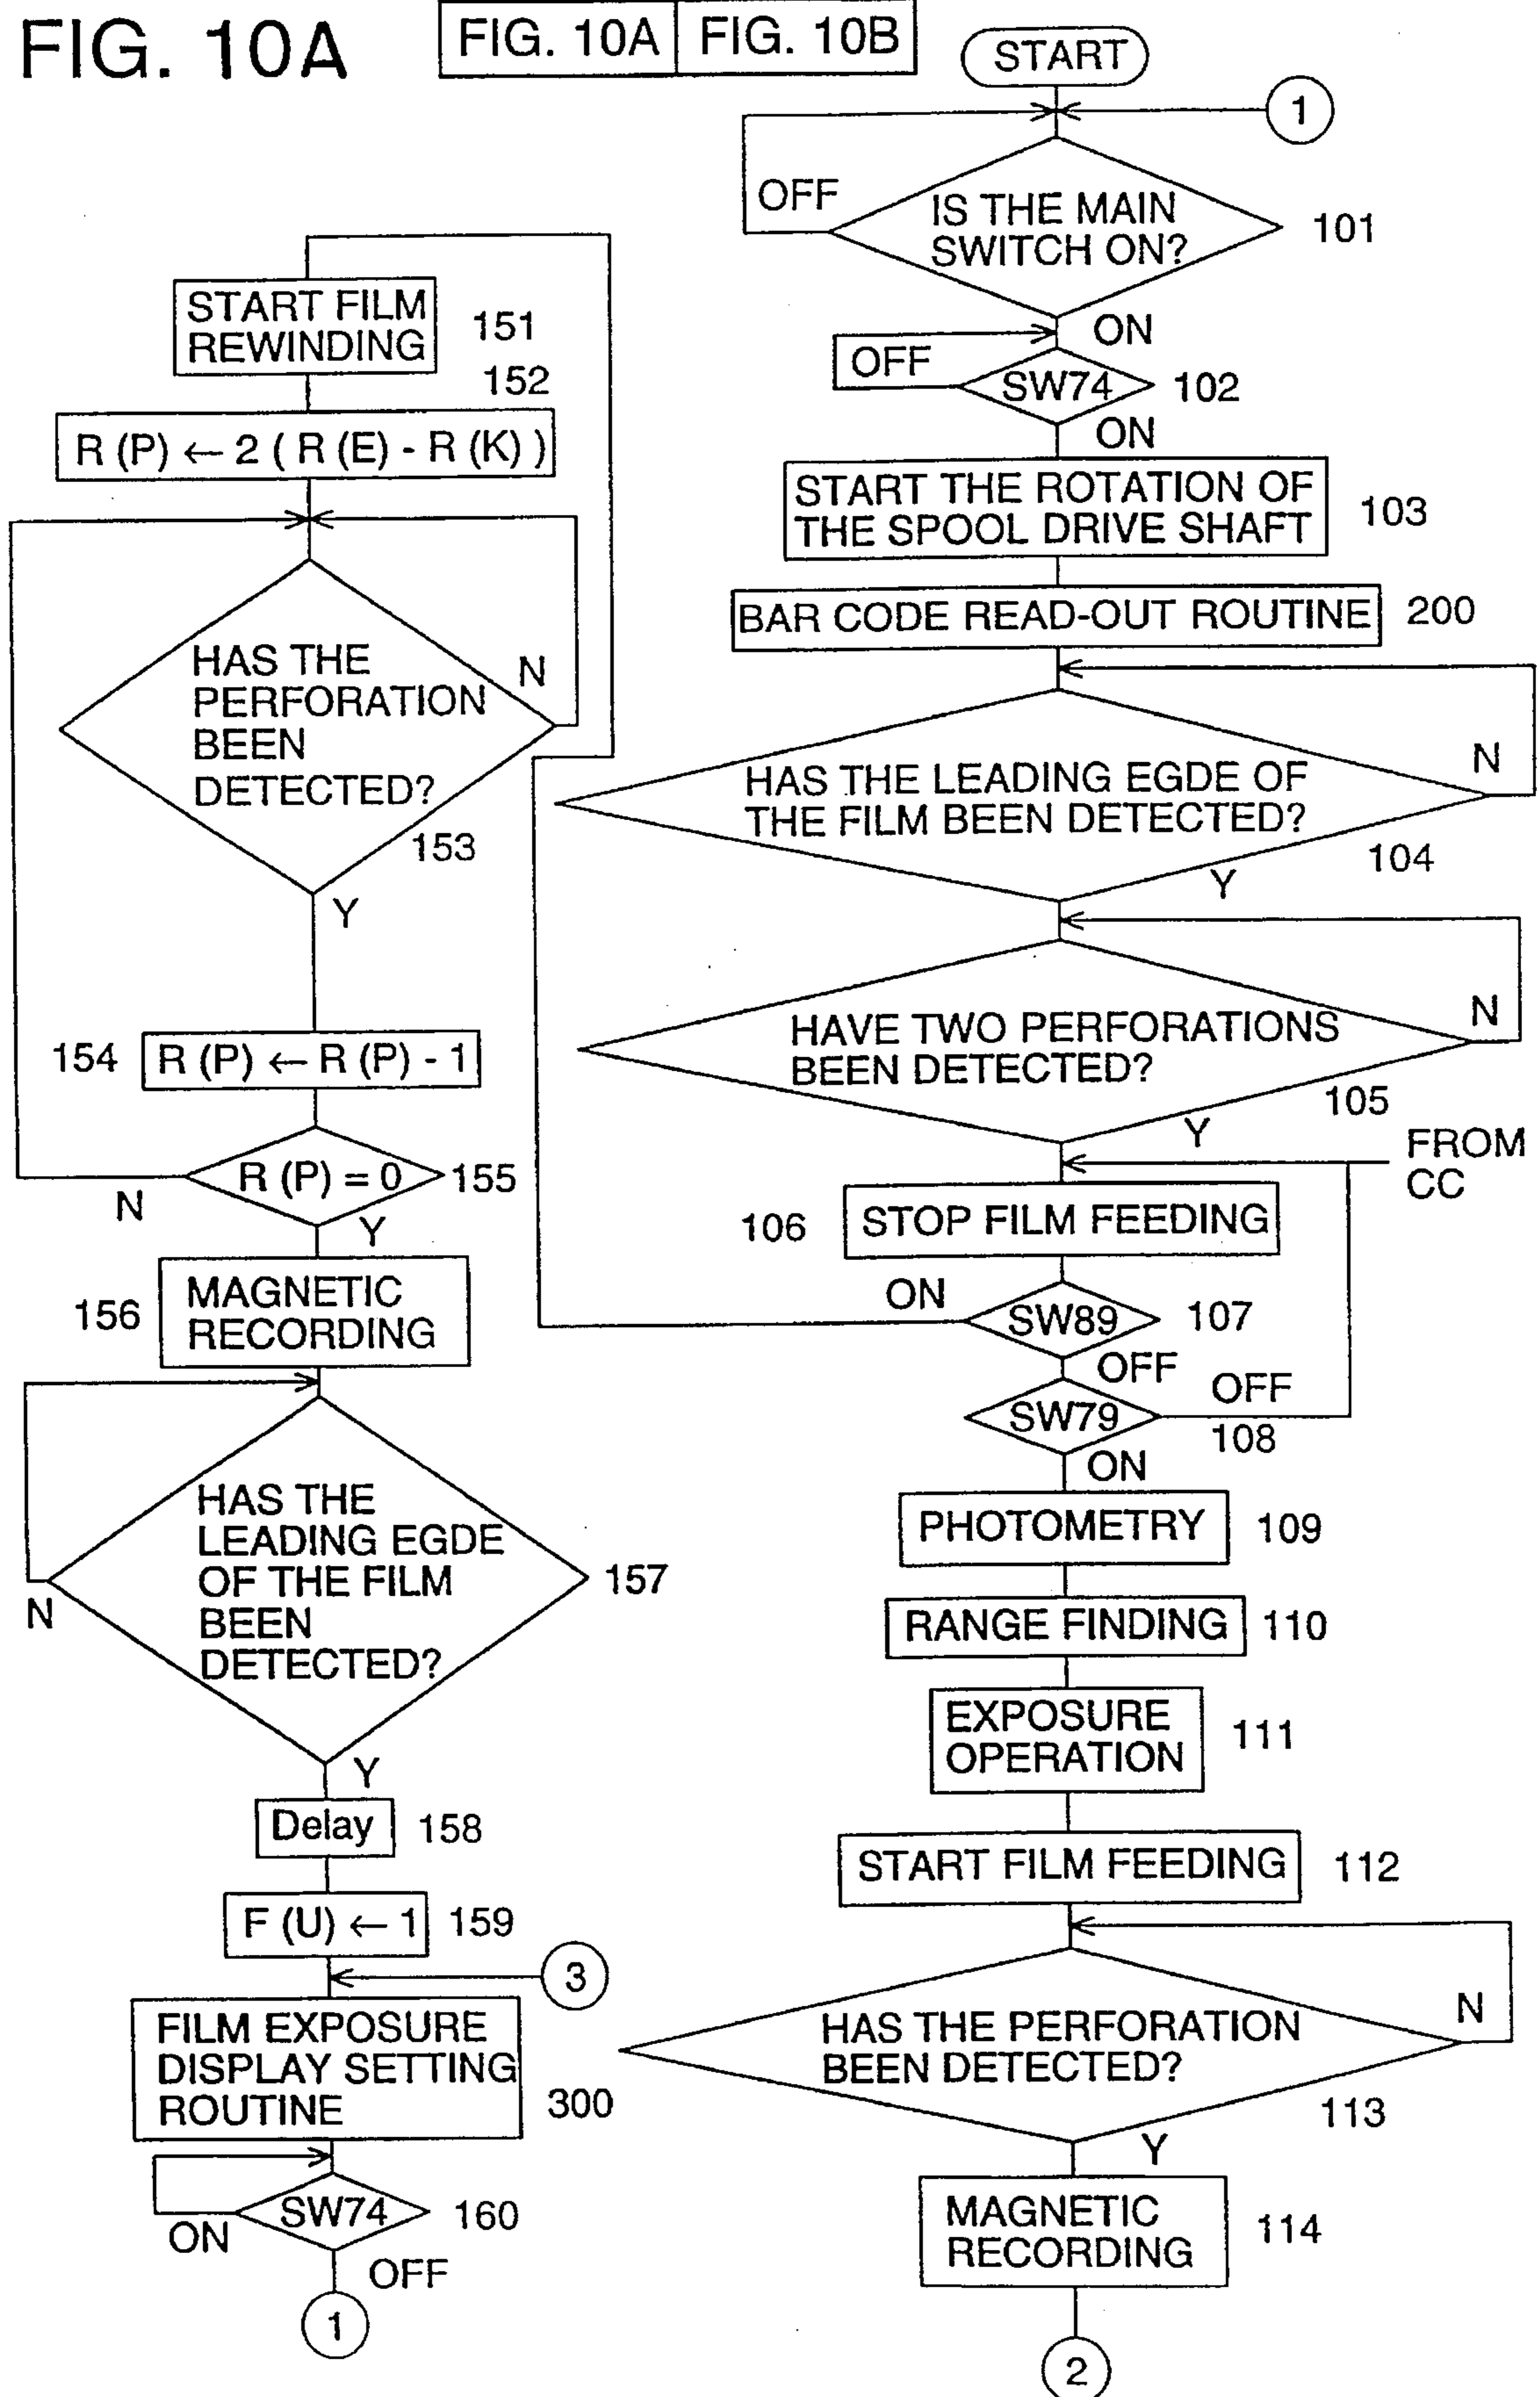 FIG. 10A
FIG. 10A FIG. 10B
START
1
OFF
IS THE MAIN
SWITCH ON?
101
ON
OFF
SW74
102
ON
START THE ROTATION OF
THE SPOOL DRIVE SHAFT
103
BAR CODE READ-OUT ROUTINE
200
HAS THE LEADING EGDE OF
THE FILM BEEN DETECTED?
N
104
Y
HAVE TWO PERFORATIONS
BEEN DETECTED?
N
105
Y
FROM
CC
106
STOP FILM FEEDING
ON
SW89
107
OFF
SW79
OFF
108
ON
PHOTOMETRY
109
RANGE FINDING
110
EXPOSURE
OPERATION
111
START FILM FEEDING
112
HAS THE PERFORATION
BEEN DETECTED?
N
113
Y
MAGNETIC
RECORDING
114
2
START FILM
REWINDING
151
152
R (P) ← 2 ( R (E) - R (K) )
HAS THE
PERFORATION
BEEN
DETECTED?
N
153
Y
154
R (P) ← R (P) - 1
R (P) = 0
155
N
Y
156
MAGNETIC
RECORDING
HAS THE
LEADING EGDE
OF THE FILM
BEEN
DETECTED?
157
N
Y
Delay
158
F (U) ← 1
159
3
FILM EXPOSURE
DISPLAY SETTING
ROUTINE
300
SW74
160
ON
OFF
1